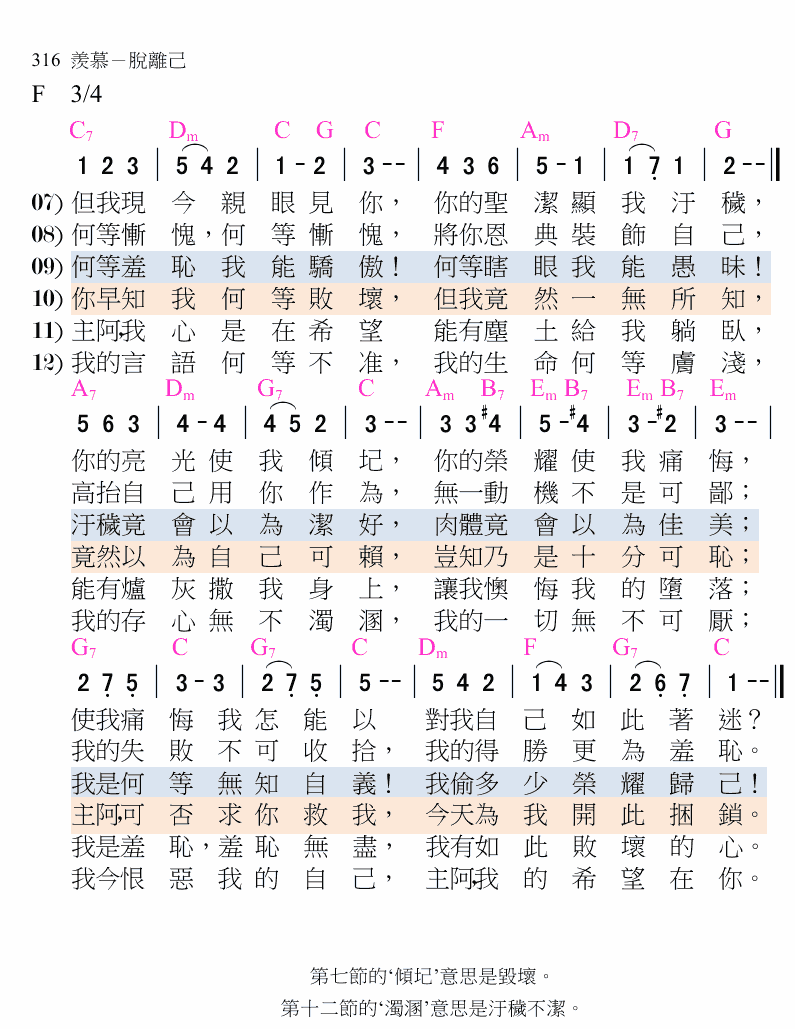 316 羨慕－脫離己
F 3/4
C7 Dm C G C F Am D7 G
1 2 3 | 5 4 2 | 1 - 2 | 3 - - | 4 3 6 | 5 - 1 | 1 7̣ 1 | 2 - - ‖
07) 但我現 今 親 眼 見 你， 你的聖 潔 顯 我 汙 穢，
08) 何等慚 愧，何 等 慚 愧， 將你恩 典 裝 飾 自 己，
09) 何等羞 恥 我 能 驕 傲！ 何等瞎 眼 我 能 愚 昧！
10) 你早知 我 何 等 敗 壞， 但我竟 然 一 無 所 知，
11) 主阿，我 心 是 在 希 望 能有塵 土 給 我 躺 臥，
12) 我的言 語 何 等 不 准， 我的生 命 何 等 膚 淺，
A7 Dm G7 C Am B7 Em B7 Em B7 Em
5 6 3 | 4 - 4 | 4 5 2 | 3 - - | 3 3 #4 | 5 - #4 | 3 - #2 | 3 - - |
你的亮 光 使 我 傾 圮， 你的榮 耀 使 我 痛 悔，
高抬自 己 用 你 作 為， 無一動 機 不 是 可 鄙；
汙穢竟 會 以 為 潔 好， 肉體竟 會 以 為 佳 美；
竟然以 為 自 己 可 賴， 豈知乃 是 十 分 可 恥；
能有爐 灰 撒 我 身 上， 讓我懊 悔 我 的 墮 落；
我的存 心 無 不 濁 溷， 我的一 切 無 不 可 厭；
G7 C G7 C Dm F G7 C
2 7̣ 5̣ | 3 - 3 | 2 7̣ 5̣ | 5 - - | 5 4 2 | 1 4 3 | 2 6̣ 7̣ | 1 - - ‖
使我痛 悔 我 怎 能 以 對我自 己 如 此 著 迷？
我的失 敗 不 可 收 拾， 我的得 勝 更 為 羞 恥。
我是何 等 無 知 自 義！ 我偷多 少 榮 耀 歸 己！
主阿，可 否 求 你 救 我， 今天為 我 開 此 捆 鎖。
我是羞 恥，羞 恥 無 盡， 我有如 此 敗 壞 的 心。
我今恨 惡 我 的 自 己， 主阿，我 的 希 望 在 你。
第七節的‘傾圮’意思是毀壞。
第十二節的‘濁溷’意思是汙穢不潔。